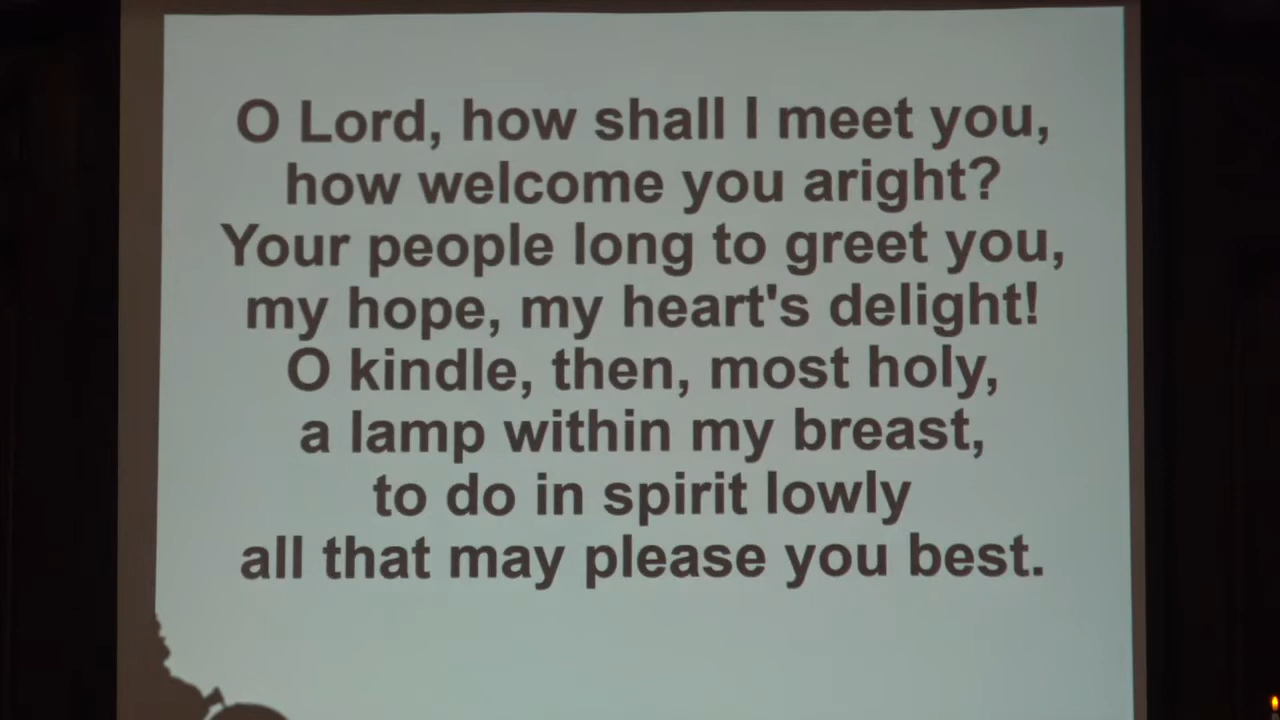 O Lord, how shall I meet you,
how welcome you aright?
Your people long to greet you,
my hope, my heart's delight!
O kindle, then, most holy,
a lamp within my breast,
to do in spirit lowly
all that may please you best.